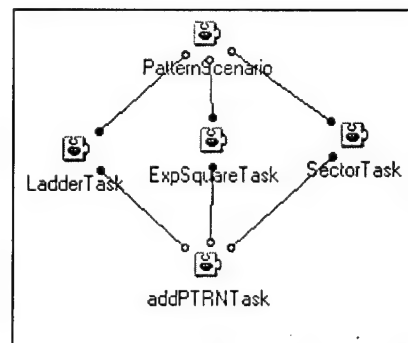 PatternScenario
LadderTask
ExpSquareTask
SectorTask
addPTRNTask